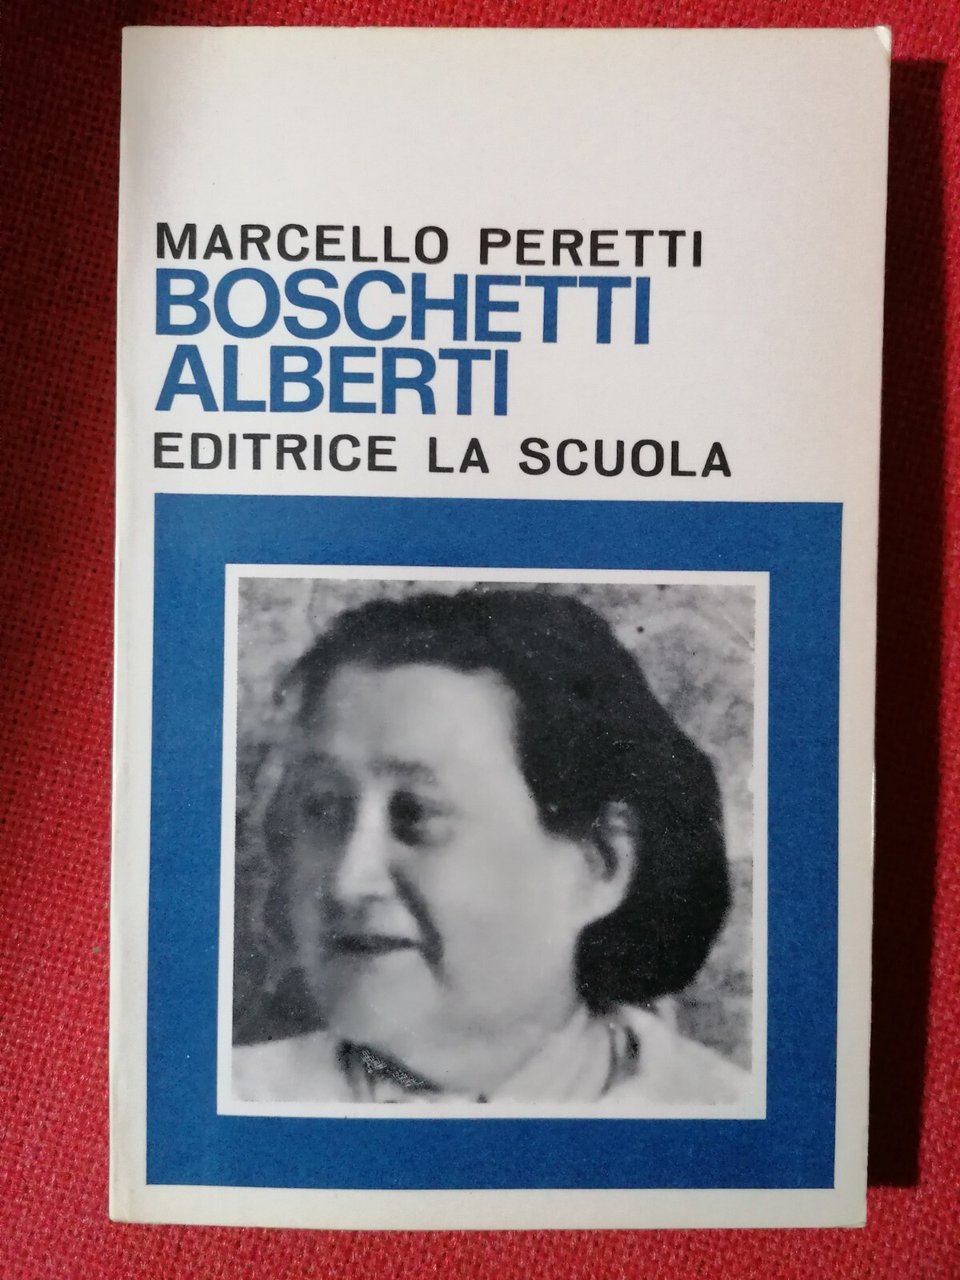 MARCELLO PERETTI
BOSCHETTI
ALBERTI
EDITRICE LA SCUOLA